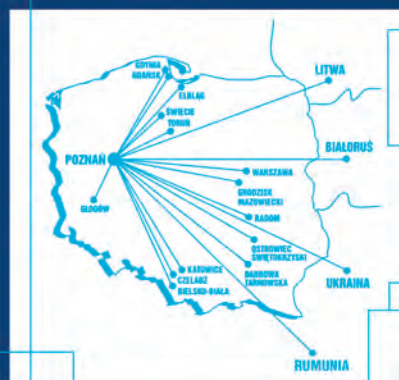 GDYNIA
GDAŃSK
ELBLĄG
LITWA
ŚWIECIE
TORUŃ
POZNAŃ
BIAŁORUŚ
WARSZAWA
GRODZISK
MAZOWIECKI
GŁOGÓW
RADOM
OSTROWIEC
ŚWIĘTOKRZYSKI
KATOWICE
CZELADŹ
BIELSKO-BIAŁA
DĄBROWA
TARNOWSKA
UKRAINA
RUMUNIA